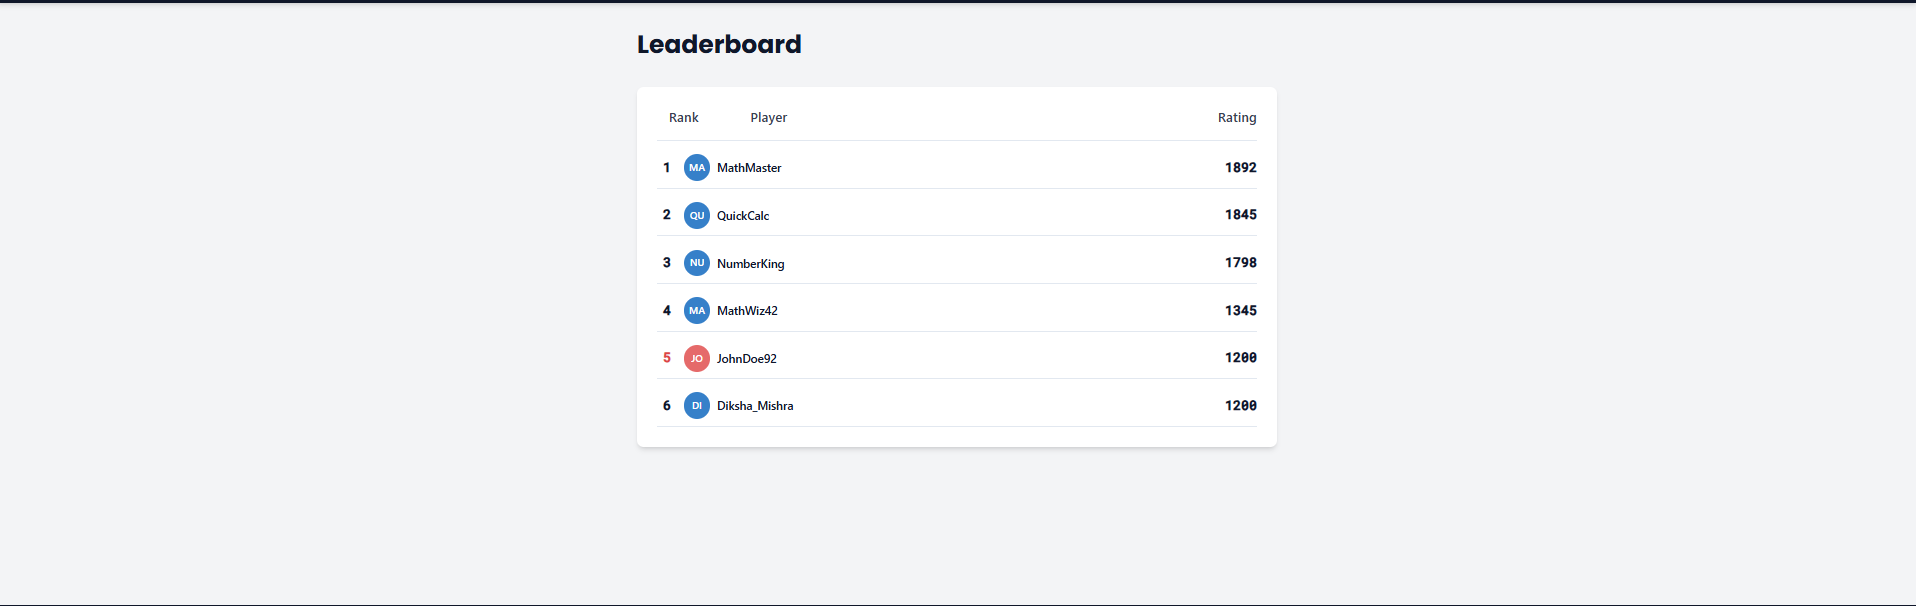 Leaderboard
Rank Player Rating
1 MA MathMaster 1892
2 QU QuickCalc 1845
3 NU NumberKing 1798
4 MA MathWiz42 1345
5 JO JohnDoe92 1200
6 DI Diksha_Mishra 1200